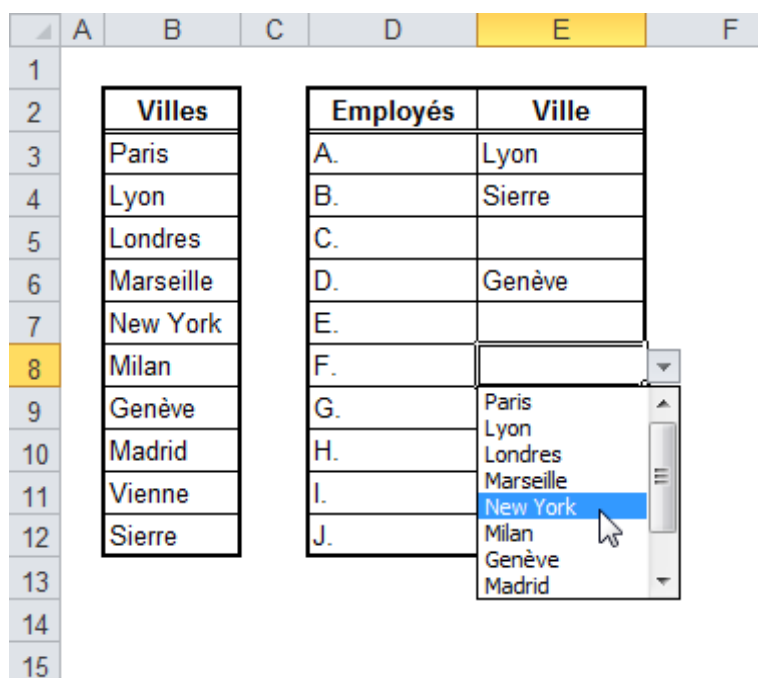 A B C D E F
1
2 Villes Employés Ville
3 Paris A. Lyon
4 Lyon B. Sierre
5 Londres C.
6 Marseille D. Genève
7 New York E.
8 Milan F.
9 Genève G. Paris
Lyon
10 Madrid H. Londres
Marseille
11 Vienne I. New York
12 Sierre J. Milan
Genève
13 Madrid
14
15